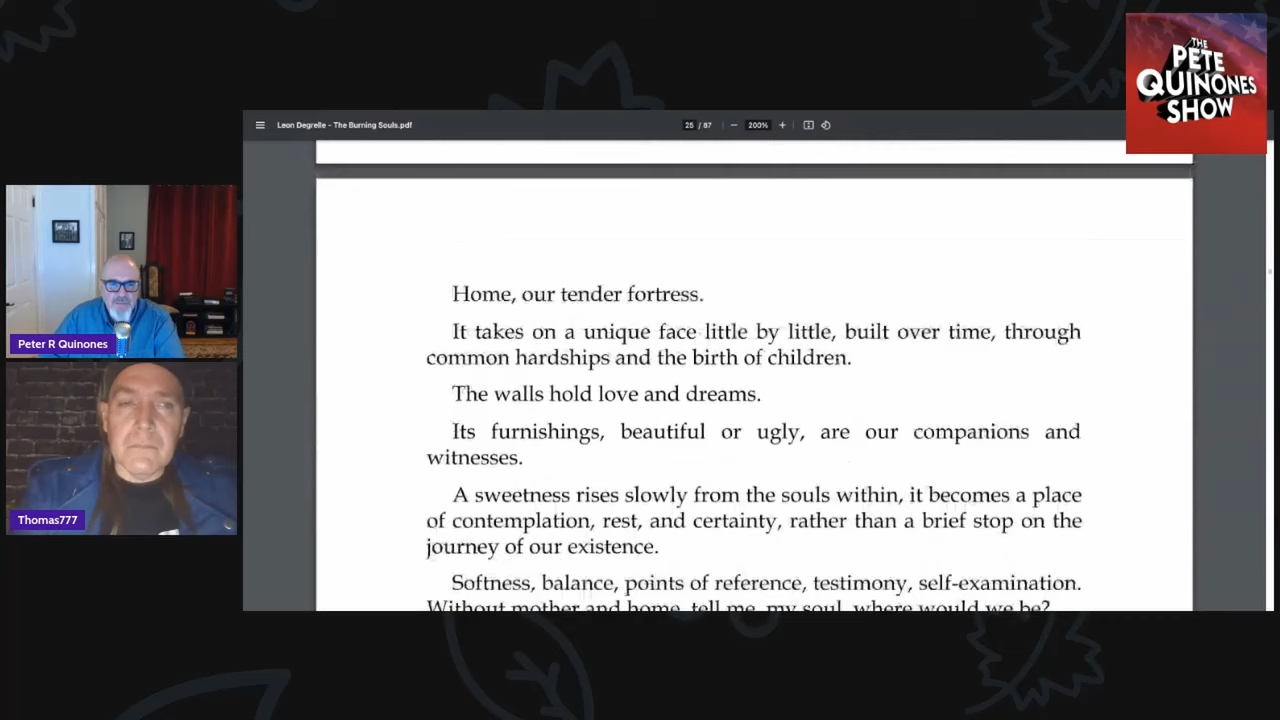 THE
PETE
QUINONES
SHOW
Leon Degrelle - The Burning Souls.pdf
25 / 87
200%
Home, our tender fortress.
It takes on a unique face little by little, built over time, through
common hardships and the birth of children.
The walls hold love and dreams.
Its furnishings, beautiful or ugly, are our companions and
witnesses.
A sweetness rises slowly from the souls within, it becomes a place
of contemplation, rest, and certainty, rather than a brief stop on the
journey of our existence.
Softness, balance, points of reference, testimony, self-examination.
Without mother and home, tell me, my soul, where would we be?
Peter R Quinones
Thomas777